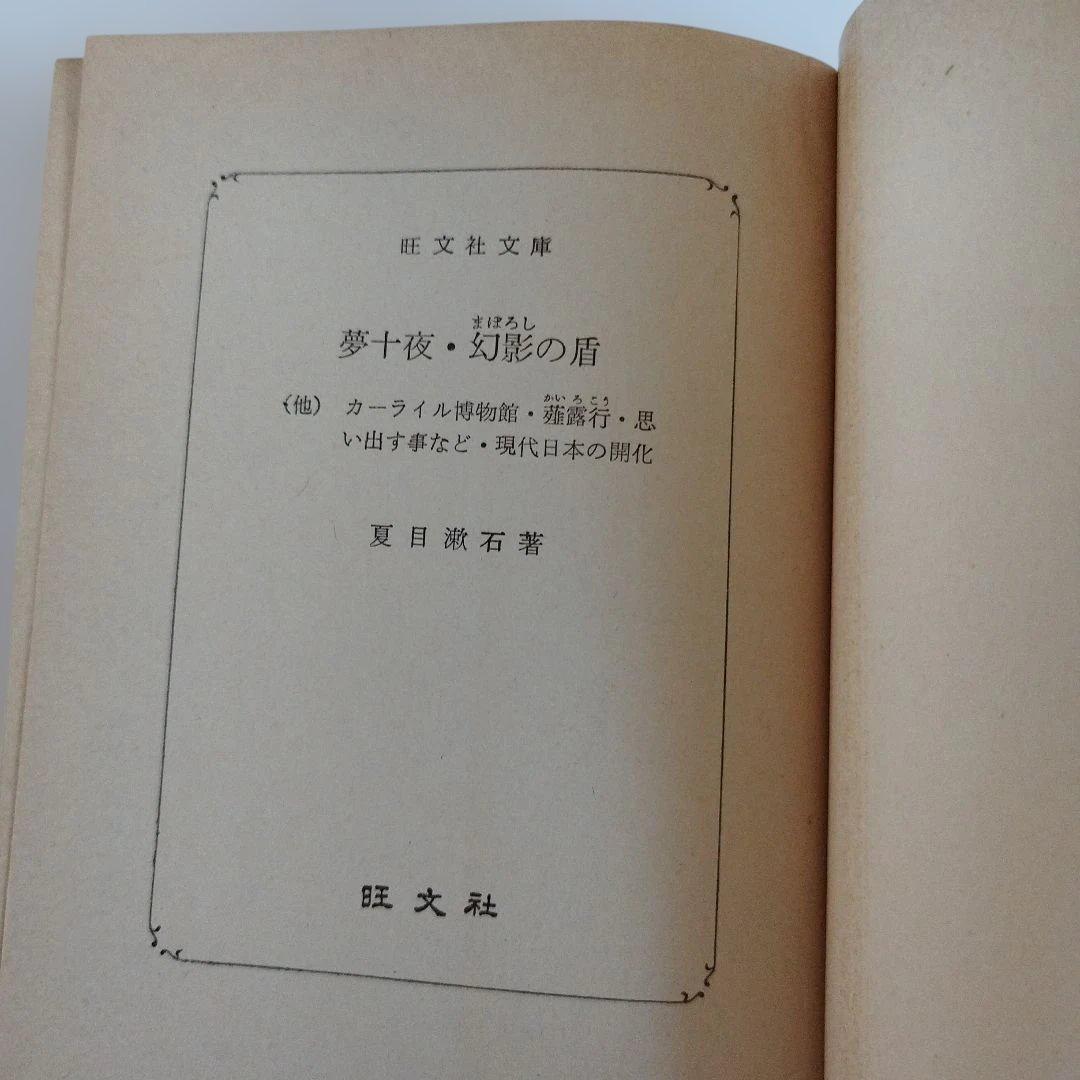 旺文社文庫
夢十夜・幻影の盾
まぼろし
(他) カーライル博物館・薤露行・思
かいろこう
い出す事など・現代日本の開化
夏目漱石著
旺文社